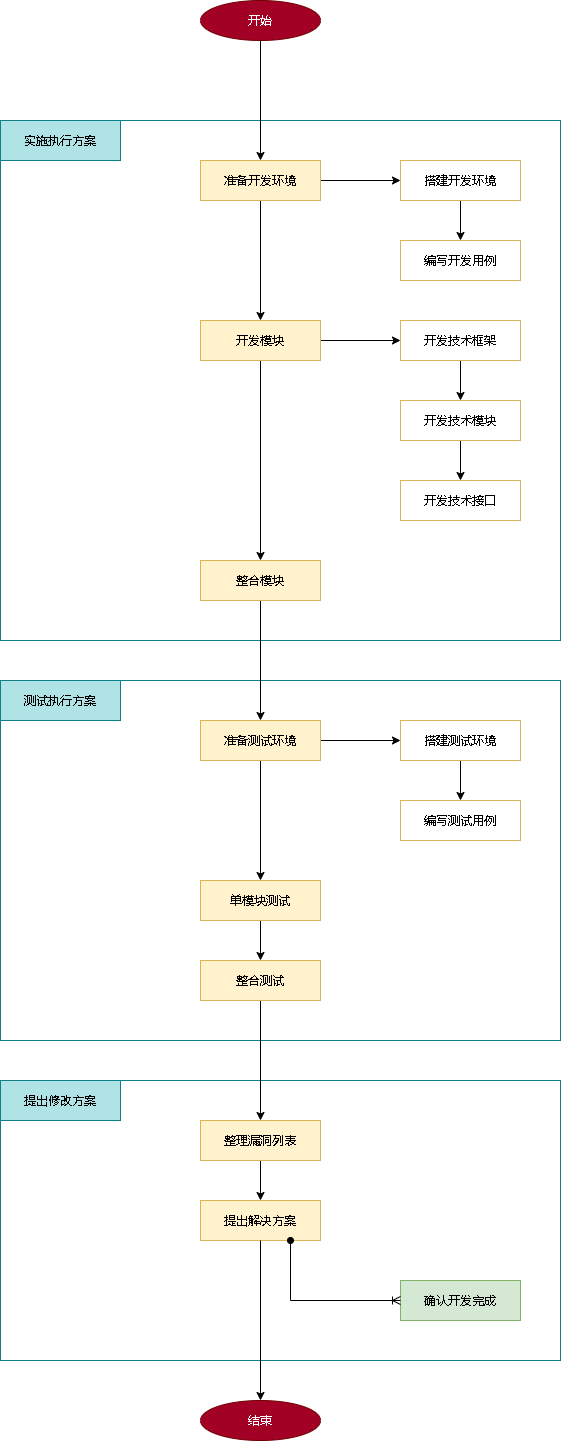 开始
实施执行方案
准备开发环境
搭建开发环境
编写开发用例
开发模块
开发技术框架
开发技术模块
开发技术接口
整合模块
测试执行方案
准备测试环境
搭建测试环境
编写测试用例
单模块测试
整合测试
提出修改方案
整理漏洞列表
提出解决方案
确认开发完成
结束